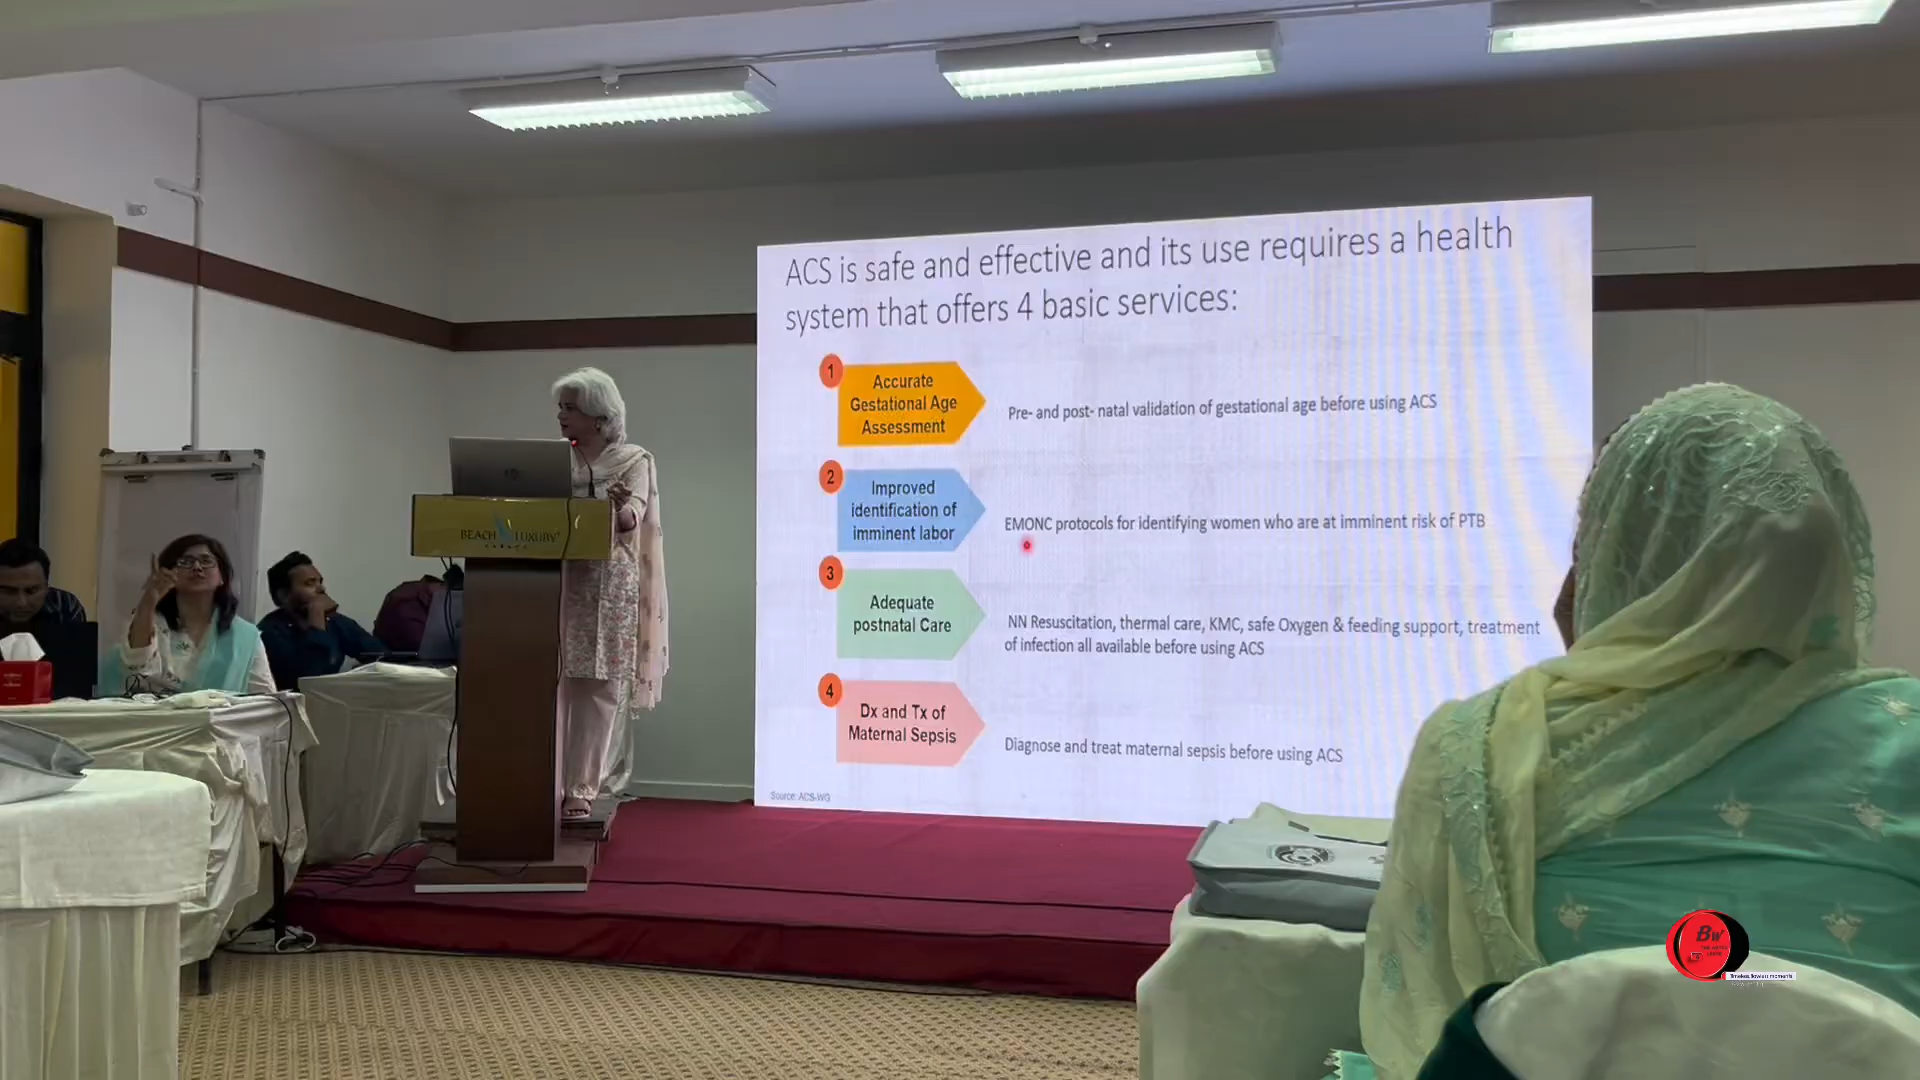 ACS is safe and effective and its use requires a health
system that offers 4 basic services:
1
Accurate
Gestational Age
Assessment
Pre- and post- natal validation of gestational age before using ACS
2
Improved
identification of
imminent labor
EMONC protocols for identifying women who are at imminent risk of PTB
3
Adequate
postnatal Care
NN Resuscitation, thermal care, KMC, safe Oxygen & feeding support, treatment
of infection all available before using ACS
4
Dx and Tx of
Maternal Sepsis
Diagnose and treat maternal sepsis before using ACS
Source: ACS-WG
BEACH LUXURY
BW